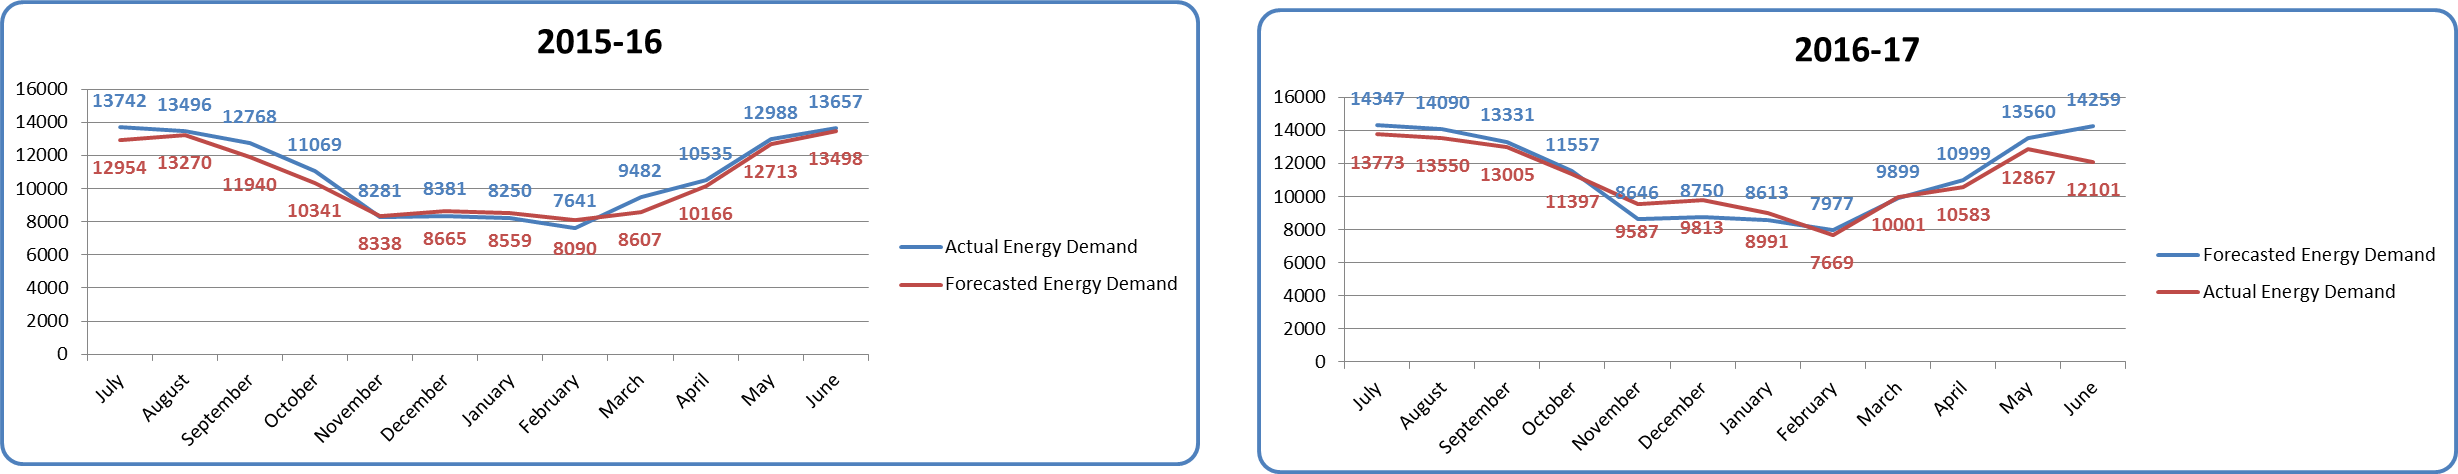 2015-16
16000
14000
12000
10000
8000
6000
4000
2000
0
13742 13496 12768 11069 8281 8381 8250 7641 9482 10535 12988 13657
12954 13270 11940 10341 8338 8665 8559 8090 8607 10166 12713 13498
July August September October November December January February March April May June
Actual Energy Demand
Forecasted Energy Demand
2016-17
16000
14000
12000
10000
8000
6000
4000
2000
0
14347 14090 13331 11557 8646 8750 8613 7977 9899 10999 13560 14259
13773 13550 13005 11397 9587 9813 8991 7669 10001 10583 12867 12101
July August September October November December January February March April May June
Forecasted Energy Demand
Actual Energy Demand